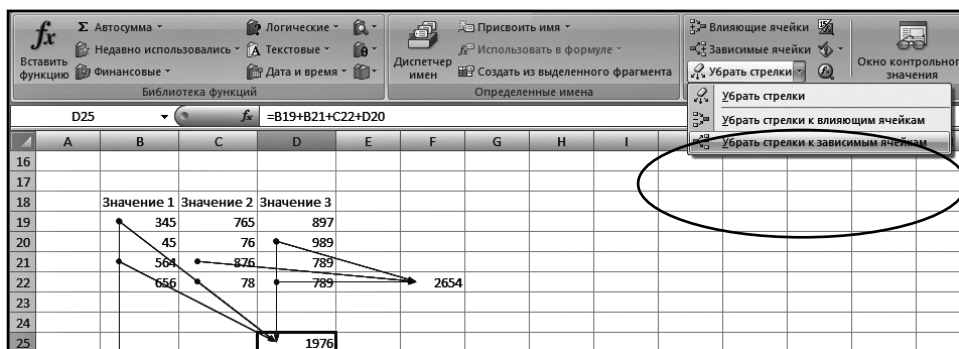 fx Вставить функцию
Σ Автосумма
Недавно использовались
Финансовые
Логические
Текстовые
Дата и время
Библиотека функций
Диспетчер имен
Присвоить имя
Использовать в формуле
Создать из выделенного фрагмента
Определенные имена
Влияющие ячейки
Зависимые ячейки
Убрать стрелки
Окно контрольног
значения
Убрать стрелки
Убрать стрелки к влияющим ячейкам
Убрать стрелки к зависимым ячейкам
D25 fx =B19+B21+C22+D20
A B C D E F G H I
16
17
18 Значение 1 Значение 2 Значение 3
19 345 765 897
20 45 76 989
21 564 876 789
22 656 78 789 2654
23
24
25 1976